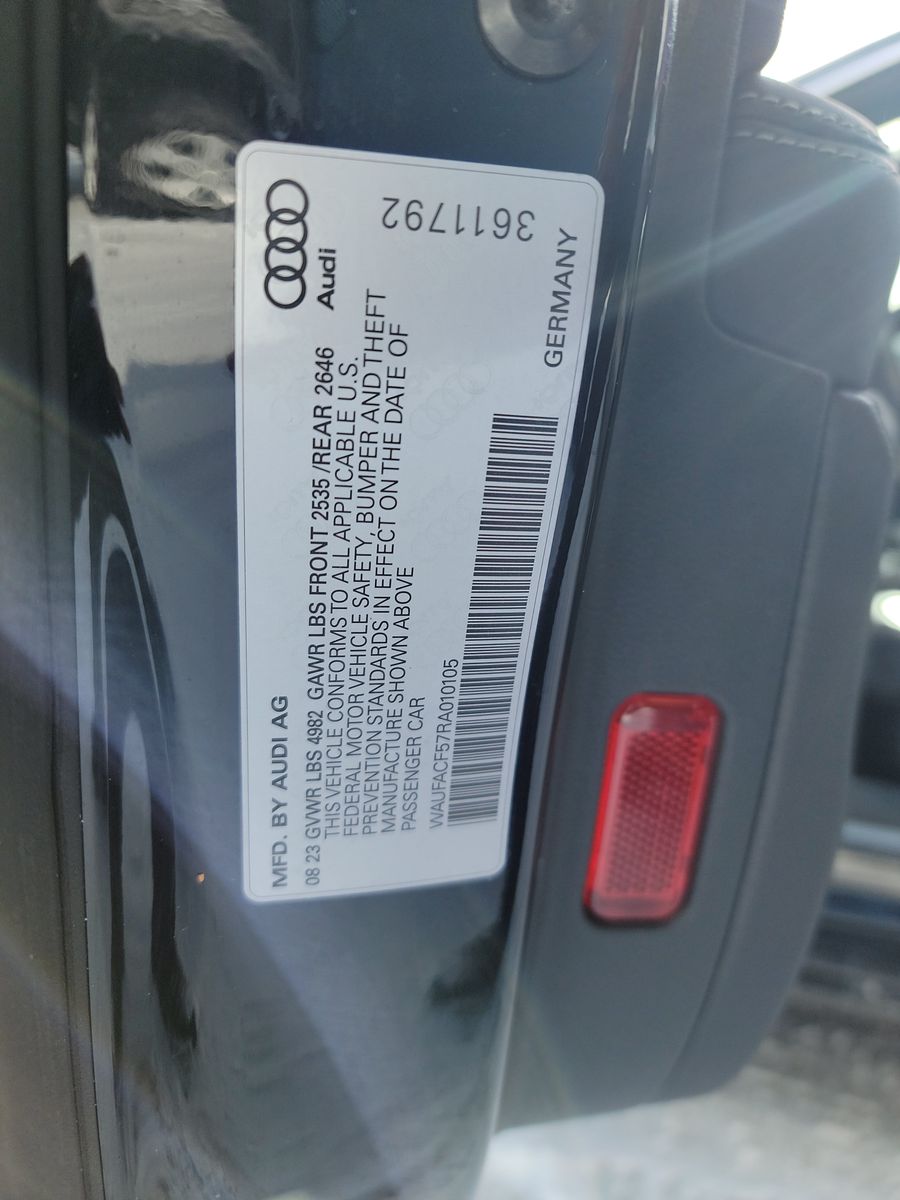 MFD. BY AUDI AG
Audi
08 23 GVWR LBS 4982 GAWR LBS FRONT 2535 /REAR 2646
THIS VEHICLE CONFORMS TO ALL APPLICABLE U.S.
FEDERAL MOTOR VEHICLE SAFETY, BUMPER AND THEFT
PREVENTION STANDARDS IN EFFECT ON THE DATE OF
MANUFACTURE SHOWN ABOVE
PASSENGER CAR
WAUFACF57RA010105
GERMANY
3611792